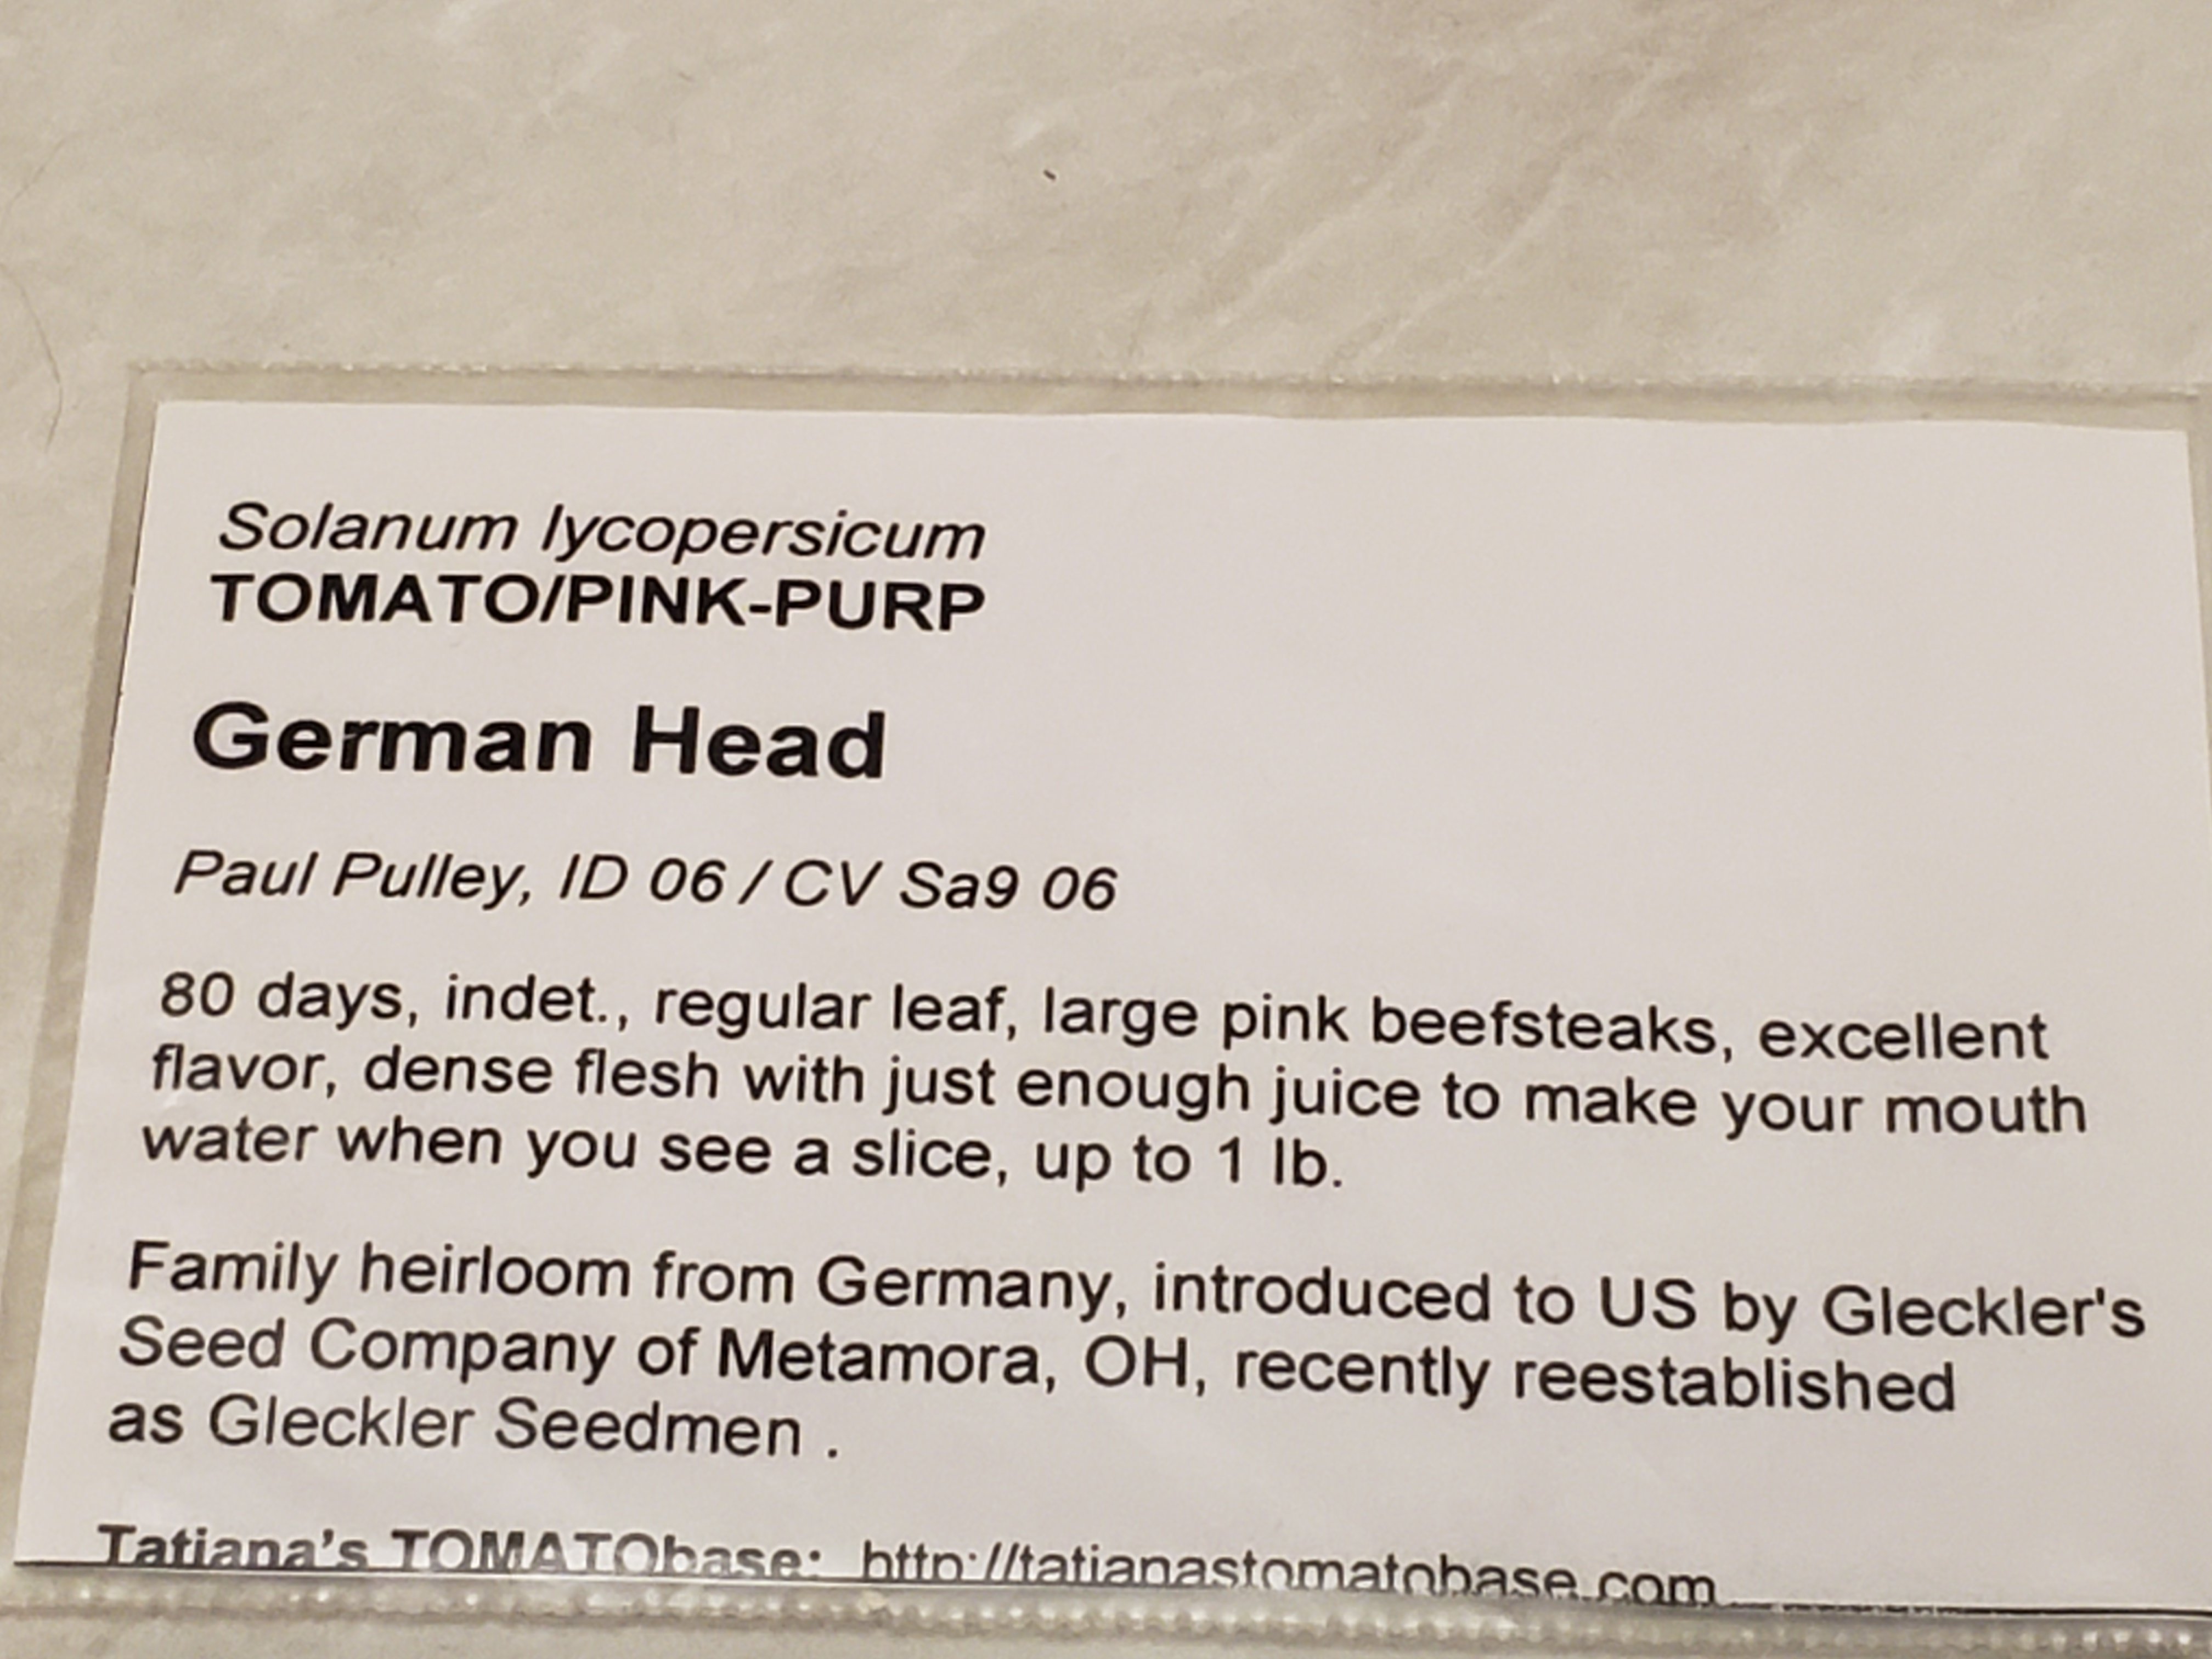 Solanum lycopersicum
TOMATO/PINK-PURP
German Head
Paul Pulley, ID 06 / CV Sa9 06
80 days, indet., regular leaf, large pink beefsteaks, excellent
flavor, dense flesh with just enough juice to make your mouth
water when you see a slice, up to 1 lb.
Family heirloom from Germany, introduced to US by Gleckler's
Seed Company of Metamora, OH, recently reestablished
as Gleckler Seedmen .
Tatiana's TOMATObase: http://tatianastomatobase.com